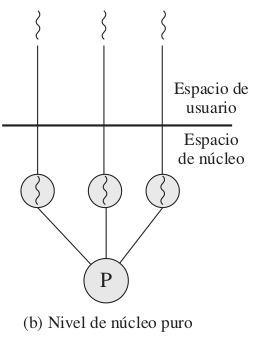 Espacio de
usuario
Espacio
de núcleo
P
(b) Nivel de núcleo puro